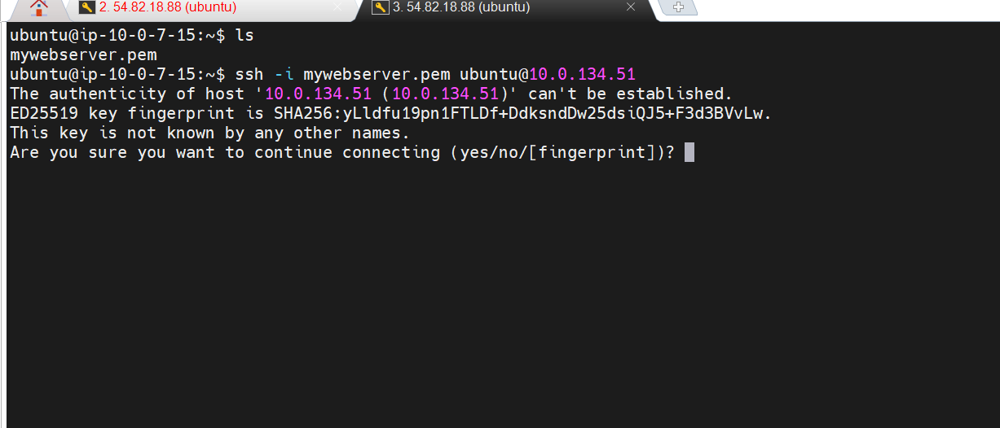 2. 54.82.18.88 (ubuntu)
3. 54.82.18.88 (ubuntu)
ubuntu@ip-10-0-7-15:~$ ls
mywebserver.pem
ubuntu@ip-10-0-7-15:~$ ssh -i mywebserver.pem ubuntu@10.0.134.51
The authenticity of host '10.0.134.51 (10.0.134.51)' can't be established.
ED25519 key fingerprint is SHA256:yLldfu19pn1FTLDf+DdksndDw25dsiQJ5+F3d3BVvLw.
This key is not known by any other names.
Are you sure you want to continue connecting (yes/no/[fingerprint])?